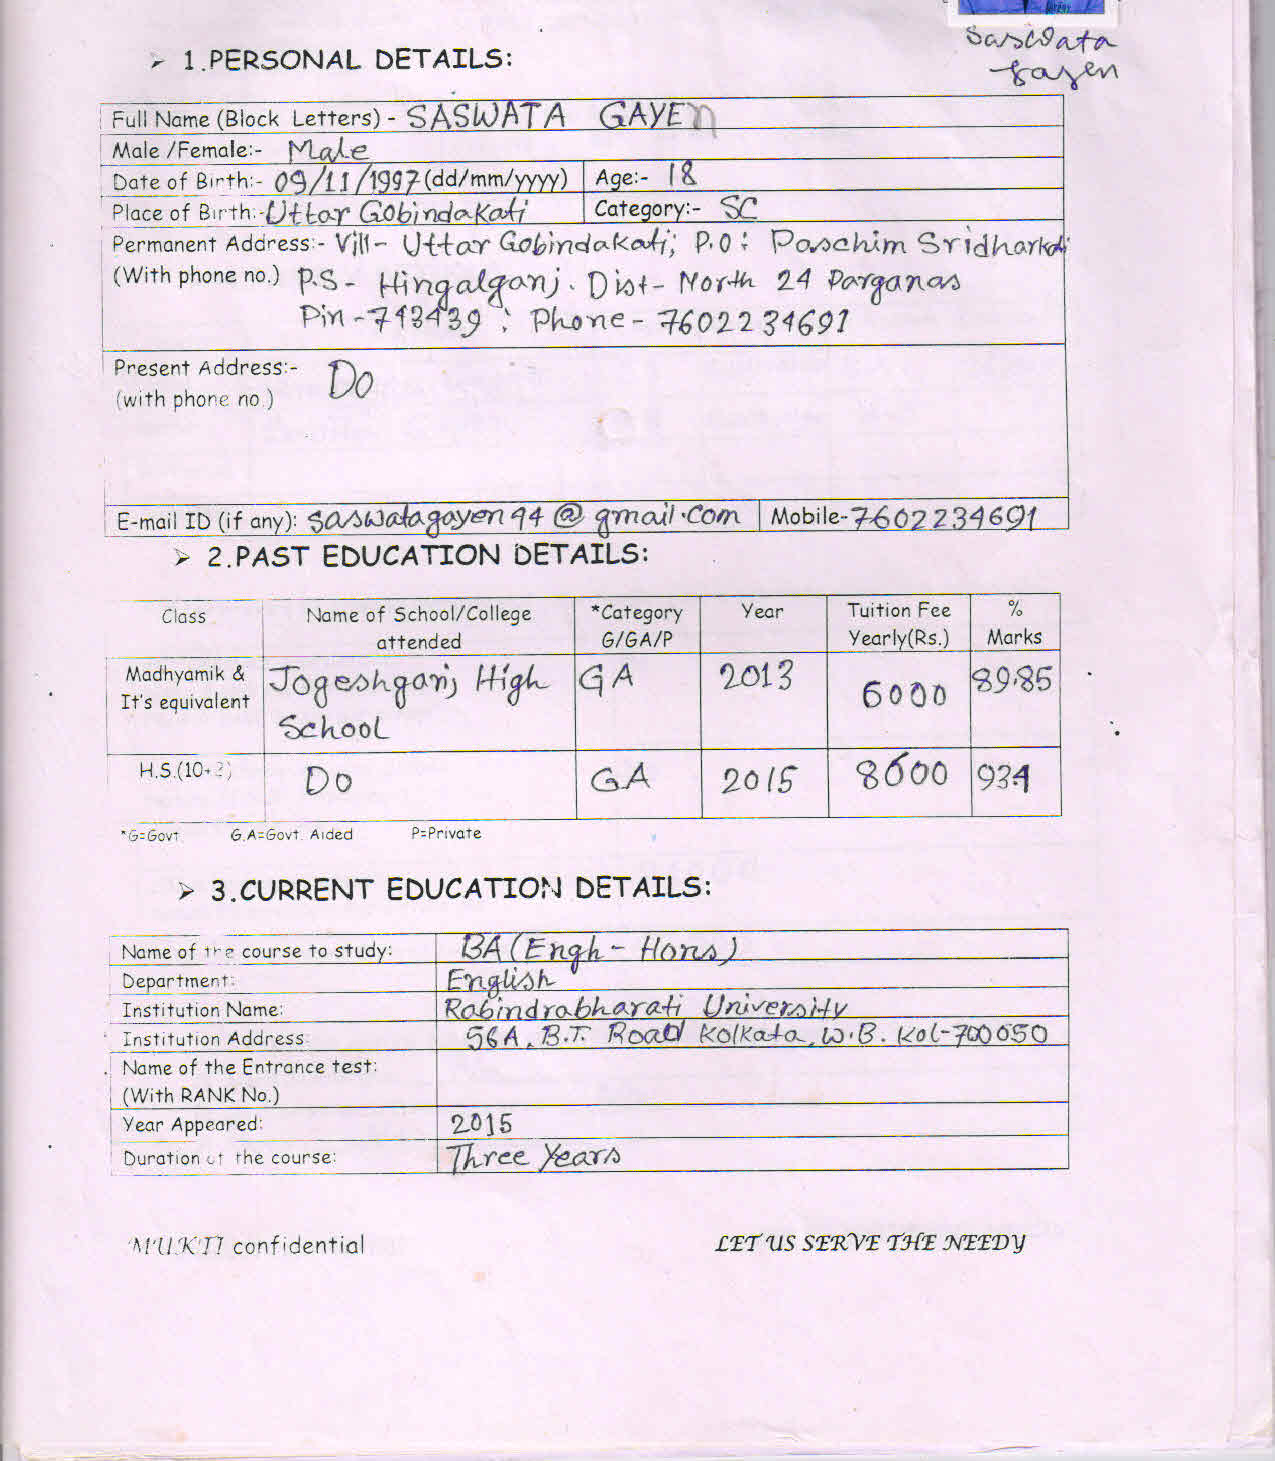 Saswata
Gayen
➢ 1.PERSONAL DETAILS:
Full Name (Block Letters) - SASWATA GAYEN
Male /Female:- Male
Date of Birth:- 09/11/1997 (dd/mm/yyyy) Age:- 18
Place of Birth:- Uttar Gobindakati Category:- SC
Permanent Address:- Vill- Uttar Gobindakati; P.O: Paschim Sridharkati
(With phone no.) P.S - Hingalganj. Dist- North 24 Parganas
Pin - 743439 ; Phone - 7602234691
Present Address:- Do
(with phone no.)
E-mail ID (if any): saswatagayen94@gmail.com Mobile- 7602234691
➢ 2.PAST EDUCATION DETAILS:
Class Name of School/College attended *Category G/GA/P Year Tuition Fee Yearly(Rs.) % Marks
Madhyamik & It's equivalent Jogeshganj High School GA 2013 6000 89.85
H.S.(10+2) Do GA 2015 8600 934
*G=Govt. G.A=Govt. Aided P=Private
➢ 3.CURRENT EDUCATION DETAILS:
Name of the course to study: BA (Engh - Hons)
Department: English
Institution Name: Rabindrabharati University
Institution Address: 56A, B.T. Road Kolkata, W.B. Kol-700050
Name of the Entrance test:
(With RANK No.)
Year Appeared: 2015
Duration of the course: Three Years
MUKTI confidential LET US SERVE THE NEEDY